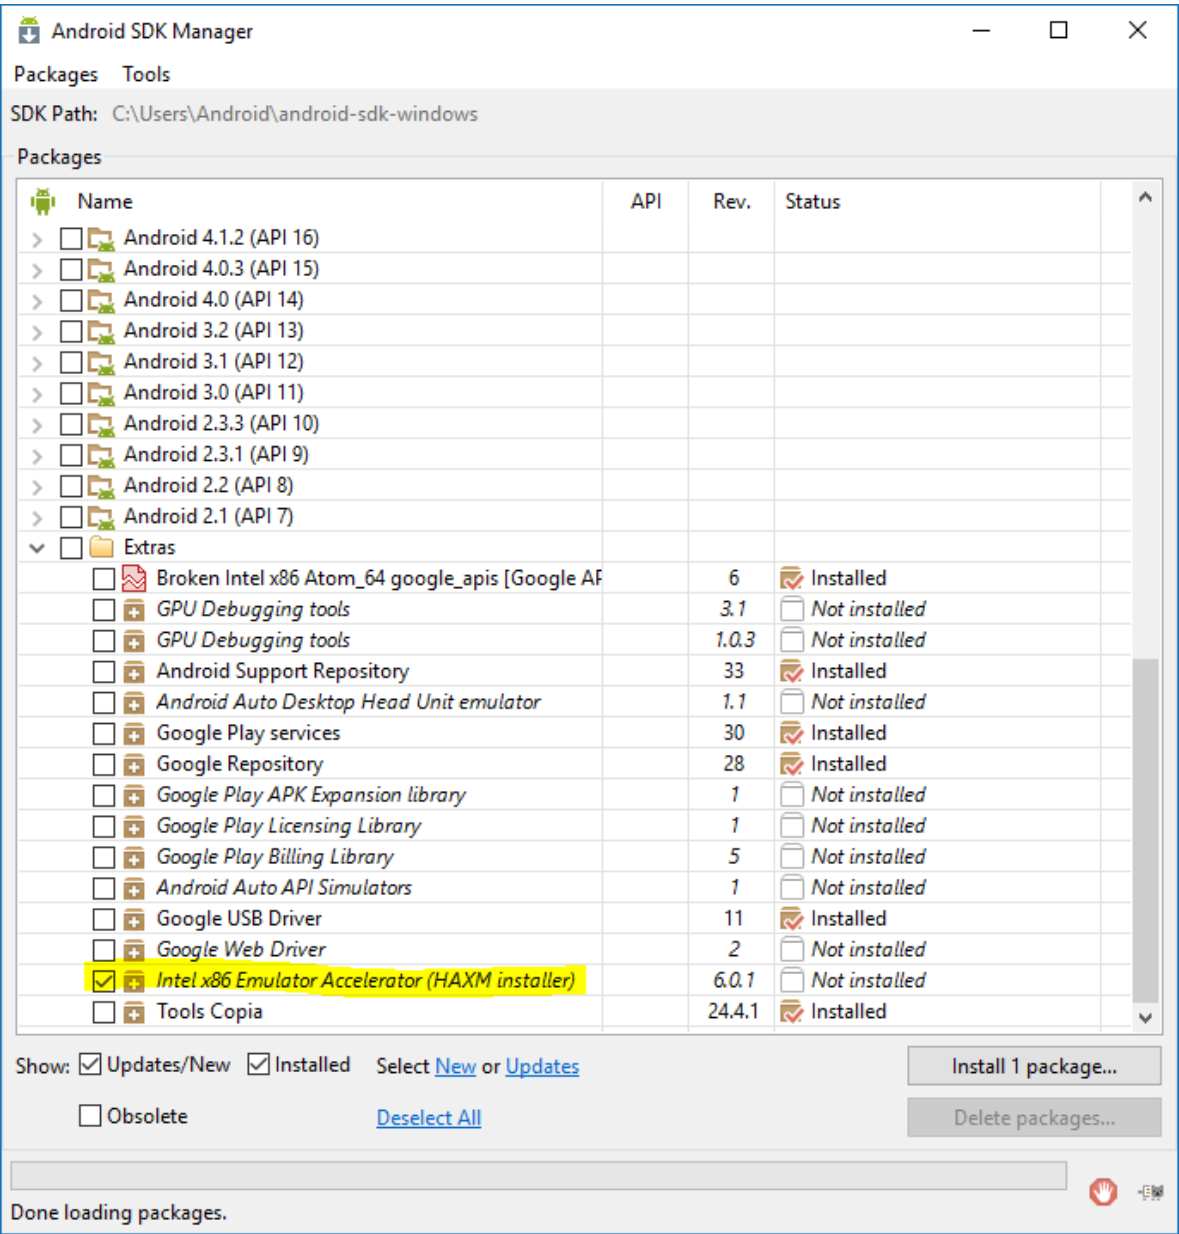 Android SDK Manager
Packages Tools
SDK Path: C:\Users\Android\android-sdk-windows
Packages
Name API Rev. Status
Android 4.1.2 (API 16)
Android 4.0.3 (API 15)
Android 4.0 (API 14)
Android 3.2 (API 13)
Android 3.1 (API 12)
Android 3.0 (API 11)
Android 2.3.3 (API 10)
Android 2.3.1 (API 9)
Android 2.2 (API 8)
Android 2.1 (API 7)
Extras
Broken Intel x86 Atom_64 google_apis [Google AP 6 Installed
GPU Debugging tools 3.1 Not installed
GPU Debugging tools 1.0.3 Not installed
Android Support Repository 33 Installed
Android Auto Desktop Head Unit emulator 1.1 Not installed
Google Play services 30 Installed
Google Repository 28 Installed
Google Play APK Expansion library 1 Not installed
Google Play Licensing Library 1 Not installed
Google Play Billing Library 5 Not installed
Android Auto API Simulators 1 Not installed
Google USB Driver 11 Installed
Google Web Driver 2 Not installed
Intel x86 Emulator Accelerator (HAXM installer) 6.0.1 Not installed
Tools Copia 24.4.1 Installed
Show: Updates/New Installed Select New or Updates Install 1 package...
Obsolete Deselect All Delete packages...
Done loading packages.